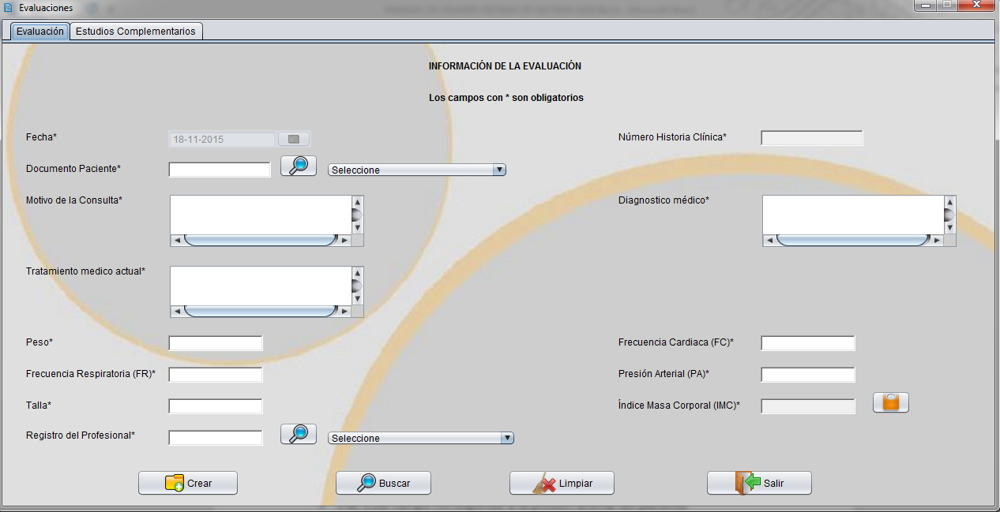 Evaluaciones
Evaluación Estudios Complementarios
INFORMACIÓN DE LA EVALUACIÓN
Los campos con * son obligatorios
Fecha* 18-11-2015 Número Historia Clínica*
Documento Paciente* Seleccione
Motivo de la Consulta* Diagnostico médico*
Tratamiento medico actual*
Peso* Frecuencia Cardiaca (FC)*
Frecuencia Respiratoria (FR)* Presión Arterial (PA)*
Talla* Índice Masa Corporal (IMC)*
Registro del Profesional* Seleccione
Crear Buscar Limpiar Salir